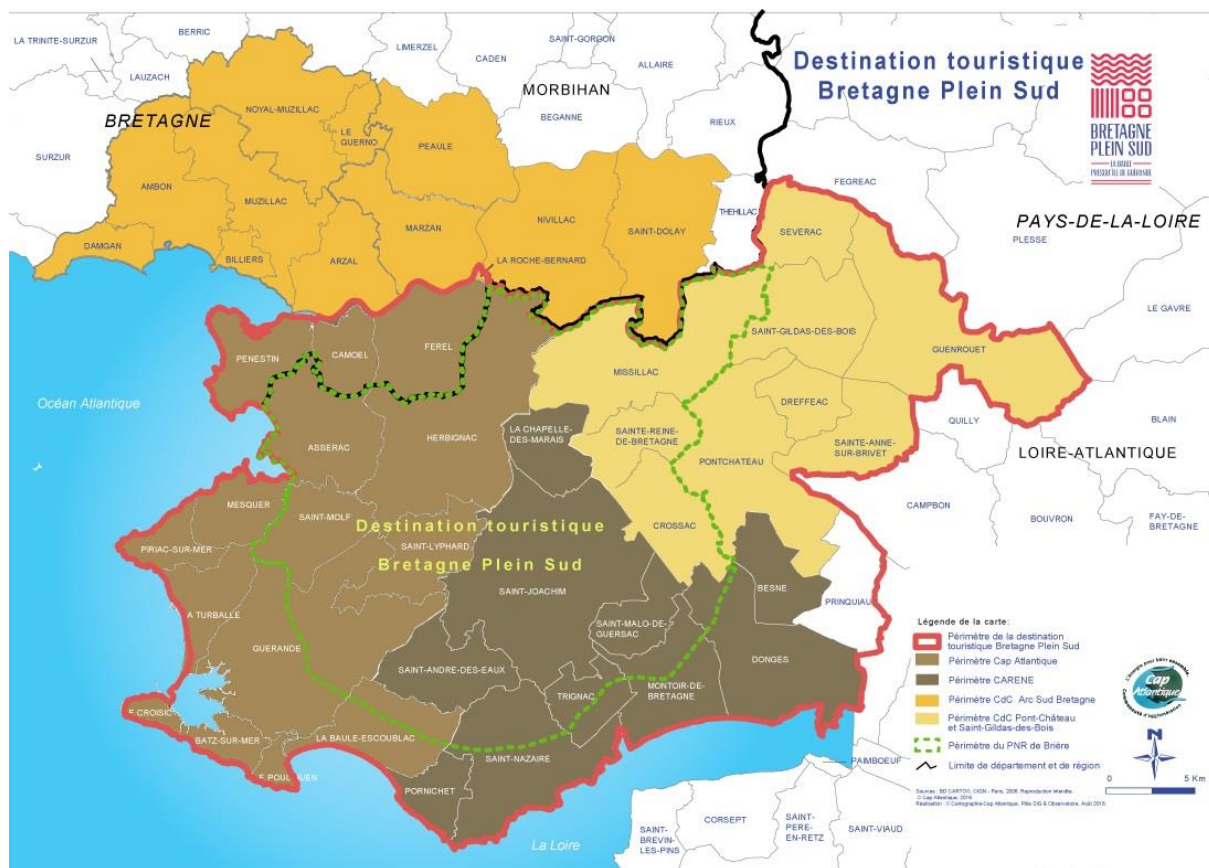 Destination touristique
Bretagne Plein Sud
BRETAGNE
PLEIN SUD
LA BAULE
PRESQU'ÎLE DE GUÉRANDE
LA TRINITE-SURZUR
BERRIC
LAUZACH
LIMERZEL
CADEN
SAINT-GORGON
ALLAIRE
MORBIHAN
BEGANNE
RIEUX
BRETAGNE
NOYAL-MUZILLAC
LE
GUERNO
PEAULE
SURZUR
AMBON
MUZILLAC
MARZAN
NIVILLAC
SAINT-DOLAY
THEHILLAC
SEVERAC
FEGREAC
PAYS-DE-LA-LOIRE
PLESSE
DAMGAN
BILLIERS
ARZAL
LA ROCHE-BERNARD
LE GAVRE
PENESTIN
CAMOEL
FEREL
SAINT-GILDAS-DES-BOIS
GUENROUET
MISSILLAC
DREFFEAC
Océan Atlantique
ASSERAC
HERBIGNAC
LA CHAPELLE-
DES-MARAIS
SAINTE-REINE-
DE-BRETAGNE
PONTCHATEAU
SAINTE-ANNE-
SUR-BRIVET
QUILLY
BLAIN
LOIRE-ATLANTIQUE
MESQUER
SAINT-MOLF
CROSSAC
CAMPBON
BOUVRON
FAY-DE-
BRETAGNE
Destination touristique
Bretagne Plein Sud
PIRIAC-SUR-MER
SAINT-LYPHARD
SAINT-JOACHIM
BESNE
PRINQUIAU
A TURBALLE
GUERANDE
SAINT-MALO-DE-
GUERSAC
SAINT-ANDRE-DES-EAUX
TRIGNAC
MONTOIR-DE-
BRETAGNE
DONGES
E CROISIC
BATZ-SUR-MER
LA BAULE-ESCOUBLAC
SAINT-NAZAIRE
PORNICHET
La Loire
PAIMBOEUF
CORSEPT
SAINT-
BREVIN-
LES-PINS
SAINT-
PERE-
EN-RETZ
SAINT-VIAUD
Légende de la carte:
Périmètre de la destination
touristique Bretagne Plein Sud
Périmètre Cap Atlantique
Périmètre CARENE
Périmètre CdC Arc Sud Bretagne
Périmètre CdC Pont-Château
et Saint-Gildas-des-Bois
Périmètre du PNR de Brière
Limite de département et de région
Cap
Atlantique
N
0 5 Km